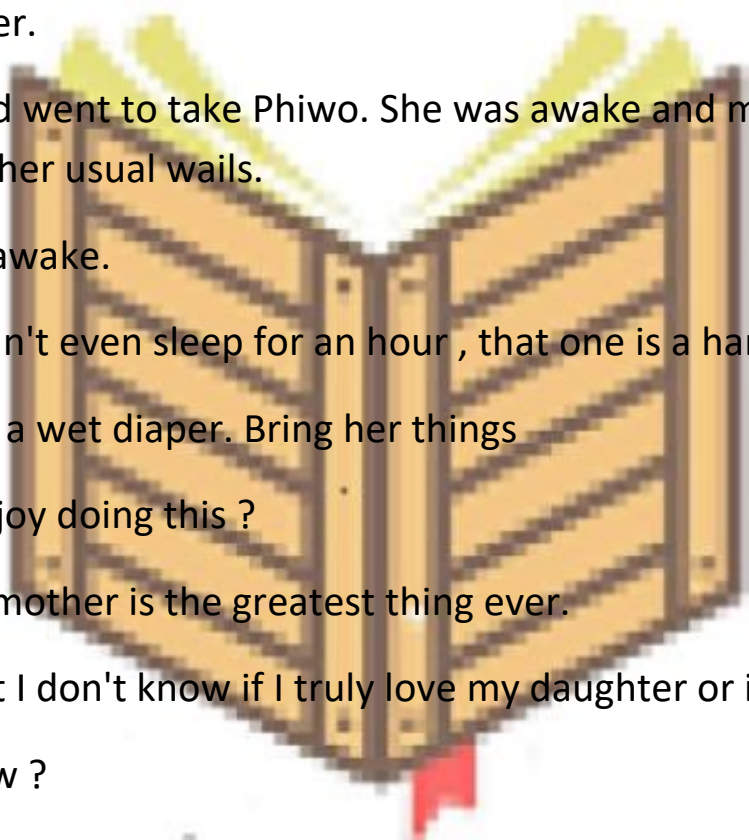 er.
d went to take Phiwo. She was awake and m
her usual wails.
awake.
n't even sleep for an hour , that one is a har
a wet diaper. Bring her things
joy doing this ?
mother is the greatest thing ever.
t I don't know if I truly love my daughter or i
w ?